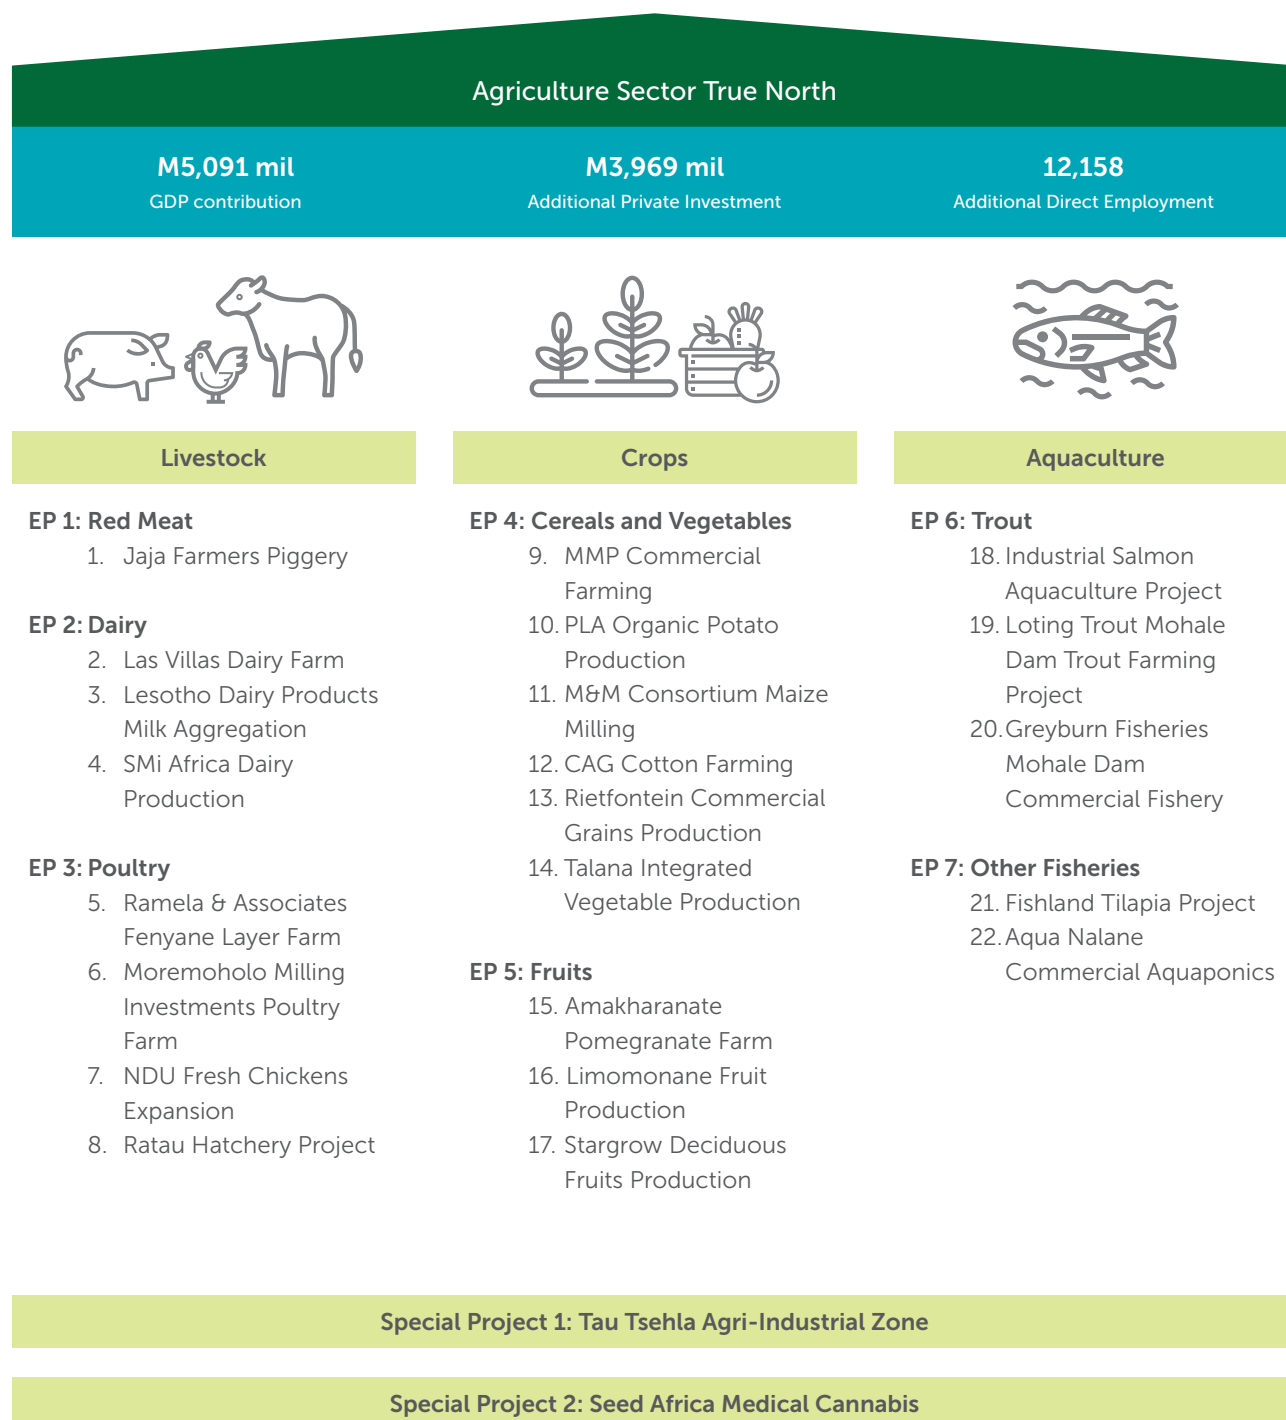 Agriculture Sector True North
M5,091 mil
GDP contribution
M3,969 mil
Additional Private Investment
12,158
Additional Direct Employment
Livestock
EP 1: Red Meat
1. Jaja Farmers Piggery
EP 2: Dairy
2. Las Villas Dairy Farm
3. Lesotho Dairy Products
Milk Aggregation
4. SMi Africa Dairy
Production
EP 3: Poultry
5. Ramela & Associates
Fenyane Layer Farm
6. Moremoholo Milling
Investments Poultry
Farm
7. NDU Fresh Chickens
Expansion
8. Ratau Hatchery Project
Crops
EP 4: Cereals and Vegetables
9. MMP Commercial
Farming
10. PLA Organic Potato
Production
11. M&M Consortium Maize
Milling
12. CAG Cotton Farming
13. Rietfontein Commercial
Grains Production
14. Talana Integrated
Vegetable Production
EP 5: Fruits
15. Amakharanate
Pomegranate Farm
16. Limomonane Fruit
Production
17. Stargrow Deciduous
Fruits Production
Aquaculture
EP 6: Trout
18. Industrial Salmon
Aquaculture Project
19. Loting Trout Mohale
Dam Trout Farming
Project
20. Greyburn Fisheries
Mohale Dam
Commercial Fishery
EP 7: Other Fisheries
21. Fishland Tilapia Project
22. Aqua Nalane
Commercial Aquaponics
Special Project 1: Tau Tsehla Agri-Industrial Zone
Special Project 2: Seed Africa Medical Cannabis